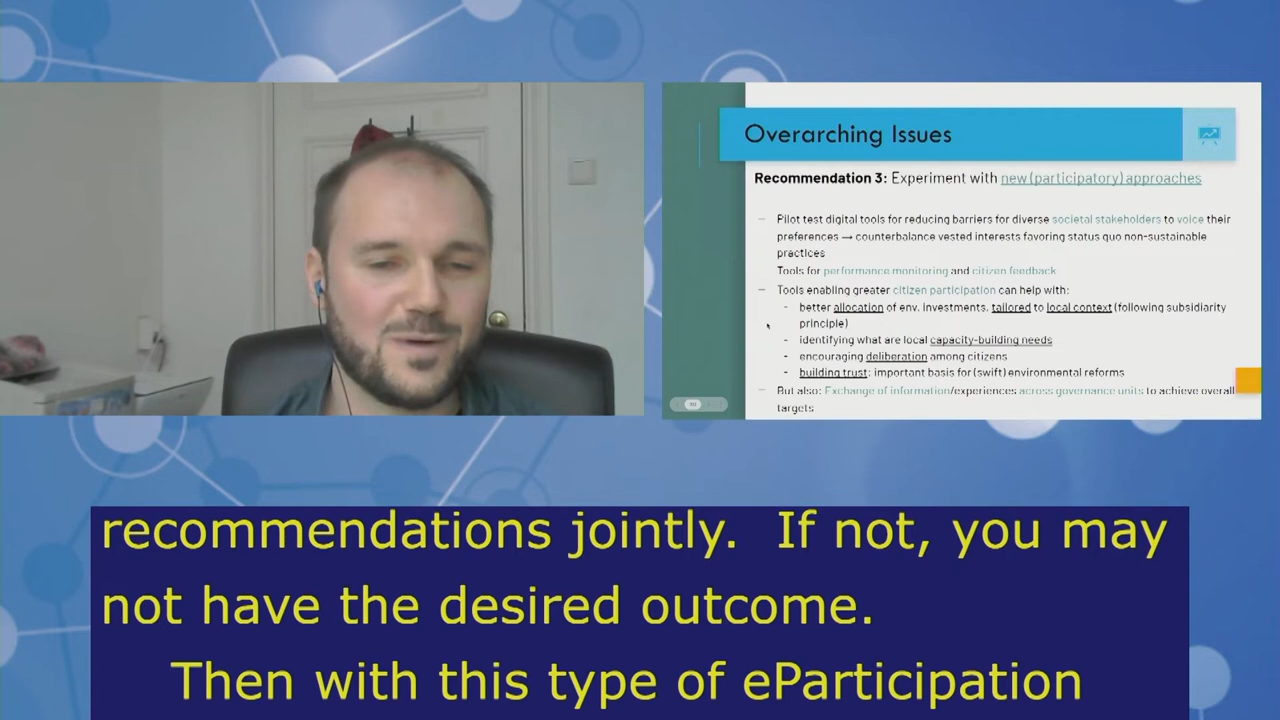 Overarching Issues
Recommendation 3: Experiment with new (participatory) approaches
– Pilot test digital tools for reducing barriers for diverse societal stakeholders to voice their
preferences → counterbalance vested interests favoring status quo non-sustainable
practices
Tools for performance monitoring and citizen feedback
– Tools enabling greater citizen participation can help with:
- better allocation of env. investments, tailored to local context (following subsidiarity
principle)
- identifying what are local capacity-building needs
- encouraging deliberation among citizens
- building trust: important basis for (swift) environmental reforms
– But also: Exchange of information/experiences across governance units to achieve overall
targets
recommendations jointly. If not, you may
not have the desired outcome.
Then with this type of eParticipation